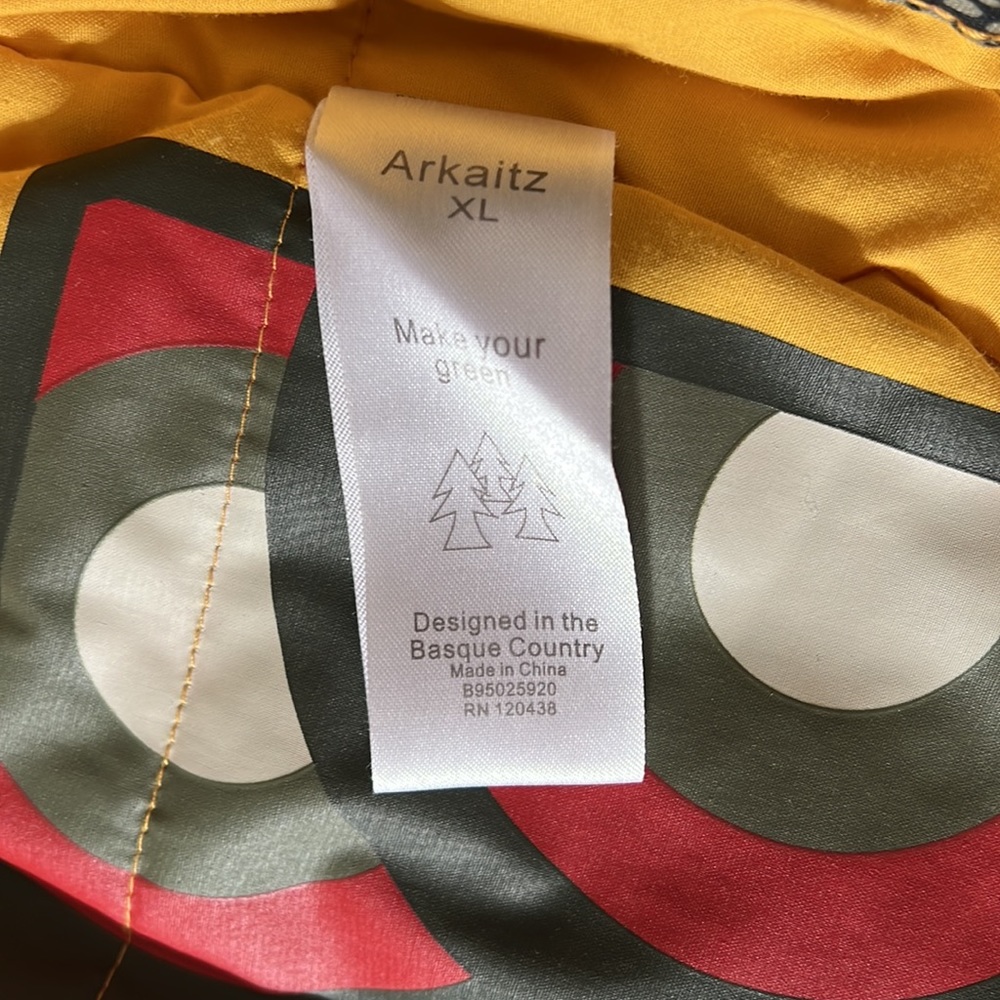 Arkaitz
XL
Make your
green
Designed in the
Basque Country
Made in China
B95025920
RN 120438